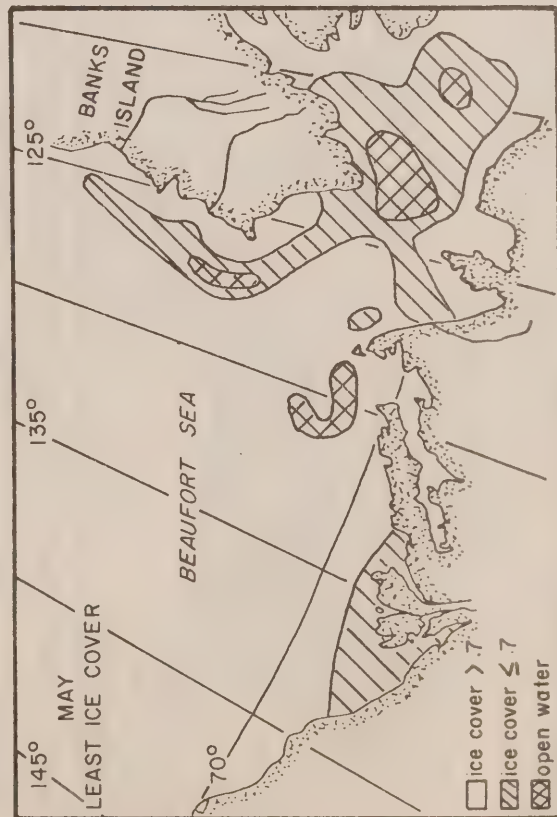 145°
135°
125°
MAY
LEAST ICE COVER
BANKS
ISLAND
BEAUFORT SEA
70°
ice cover > .7
ice cover ≤ .7
open water